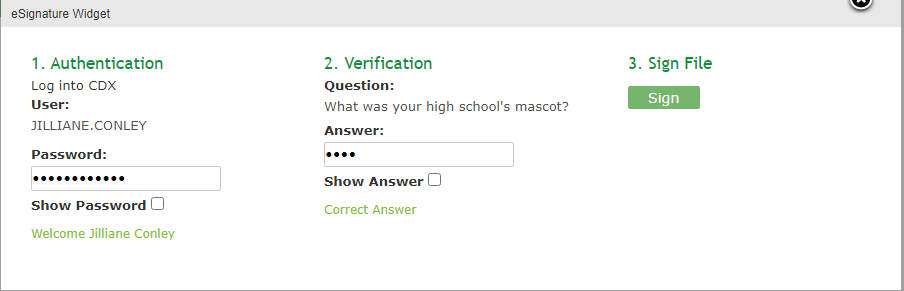 eSignature Widget
1. Authentication
Log into CDX
User:
JILLIANE.CONLEY
Password:
••••••••••••
Show Password
Welcome Jilliane Conley
2. Verification
Question:
What was your high school's mascot?
Answer:
••••
Show Answer
Correct Answer
3. Sign File
Sign